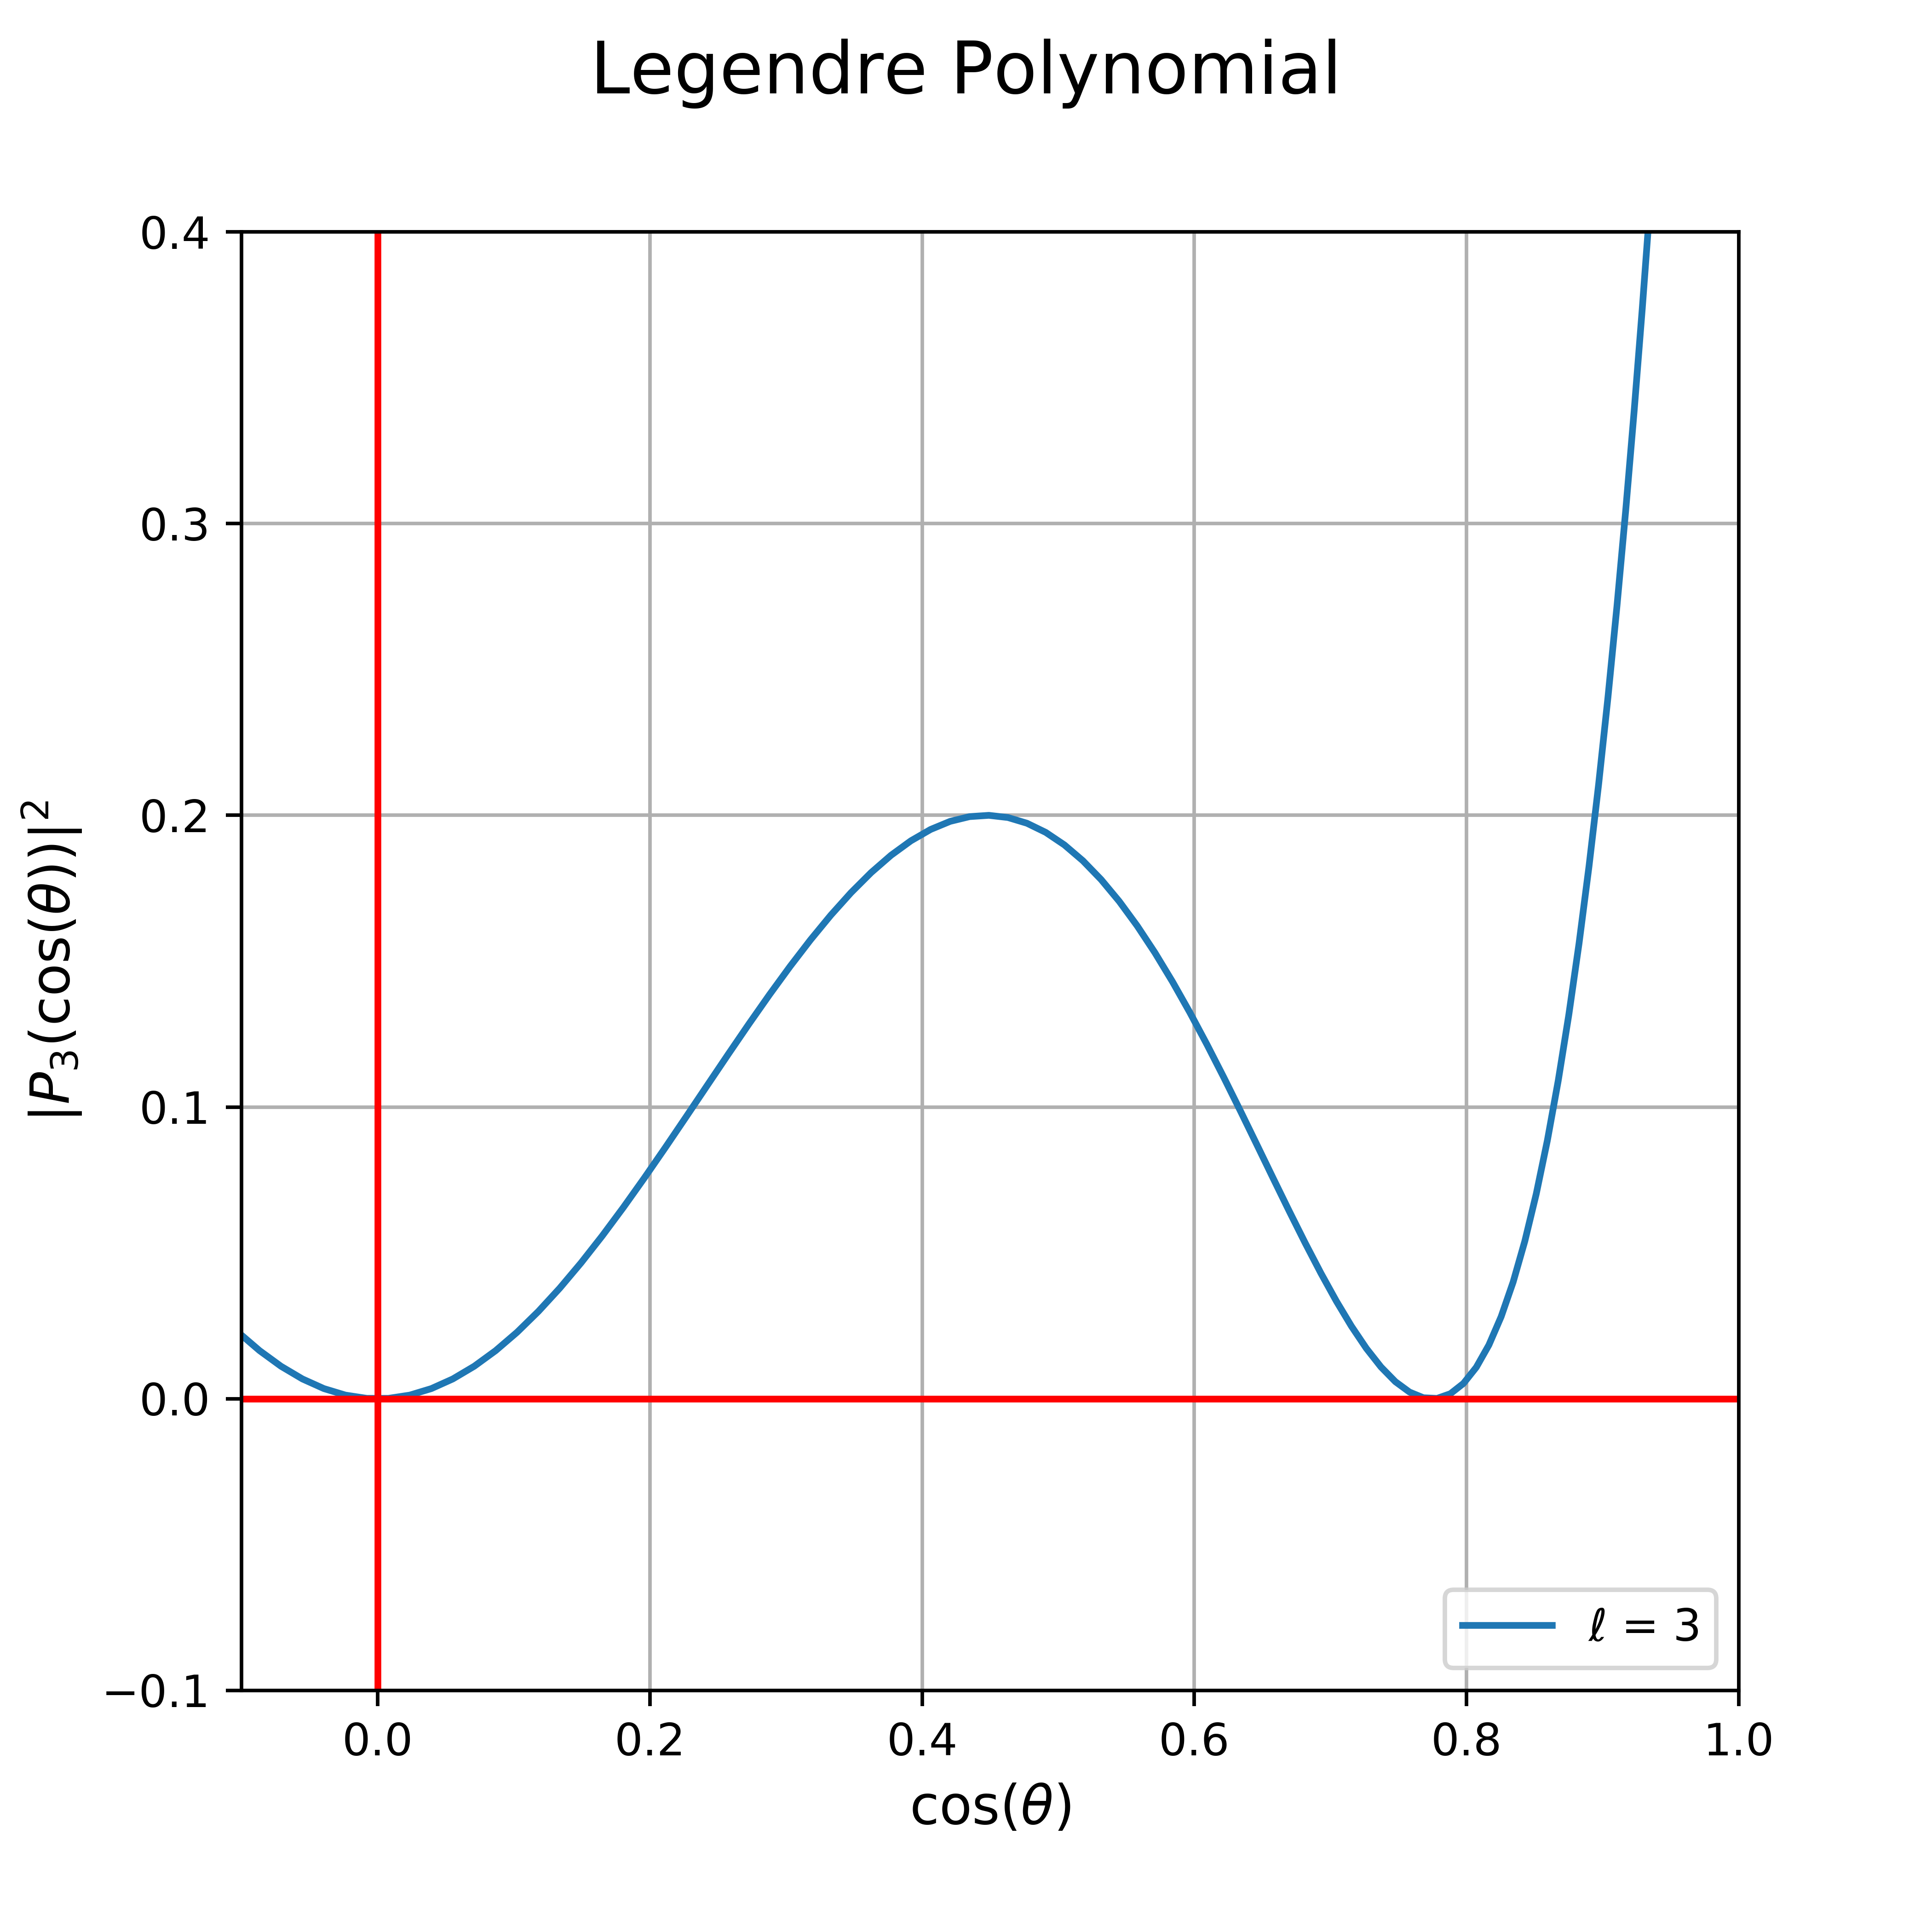 Legendre Polynomial
0.4
0.3
0.2
0.1
0.0
−0.1
|P₃(cos(θ))|²
0.0 0.2 0.4 0.6 0.8 1.0
cos(θ)
ℓ = 3